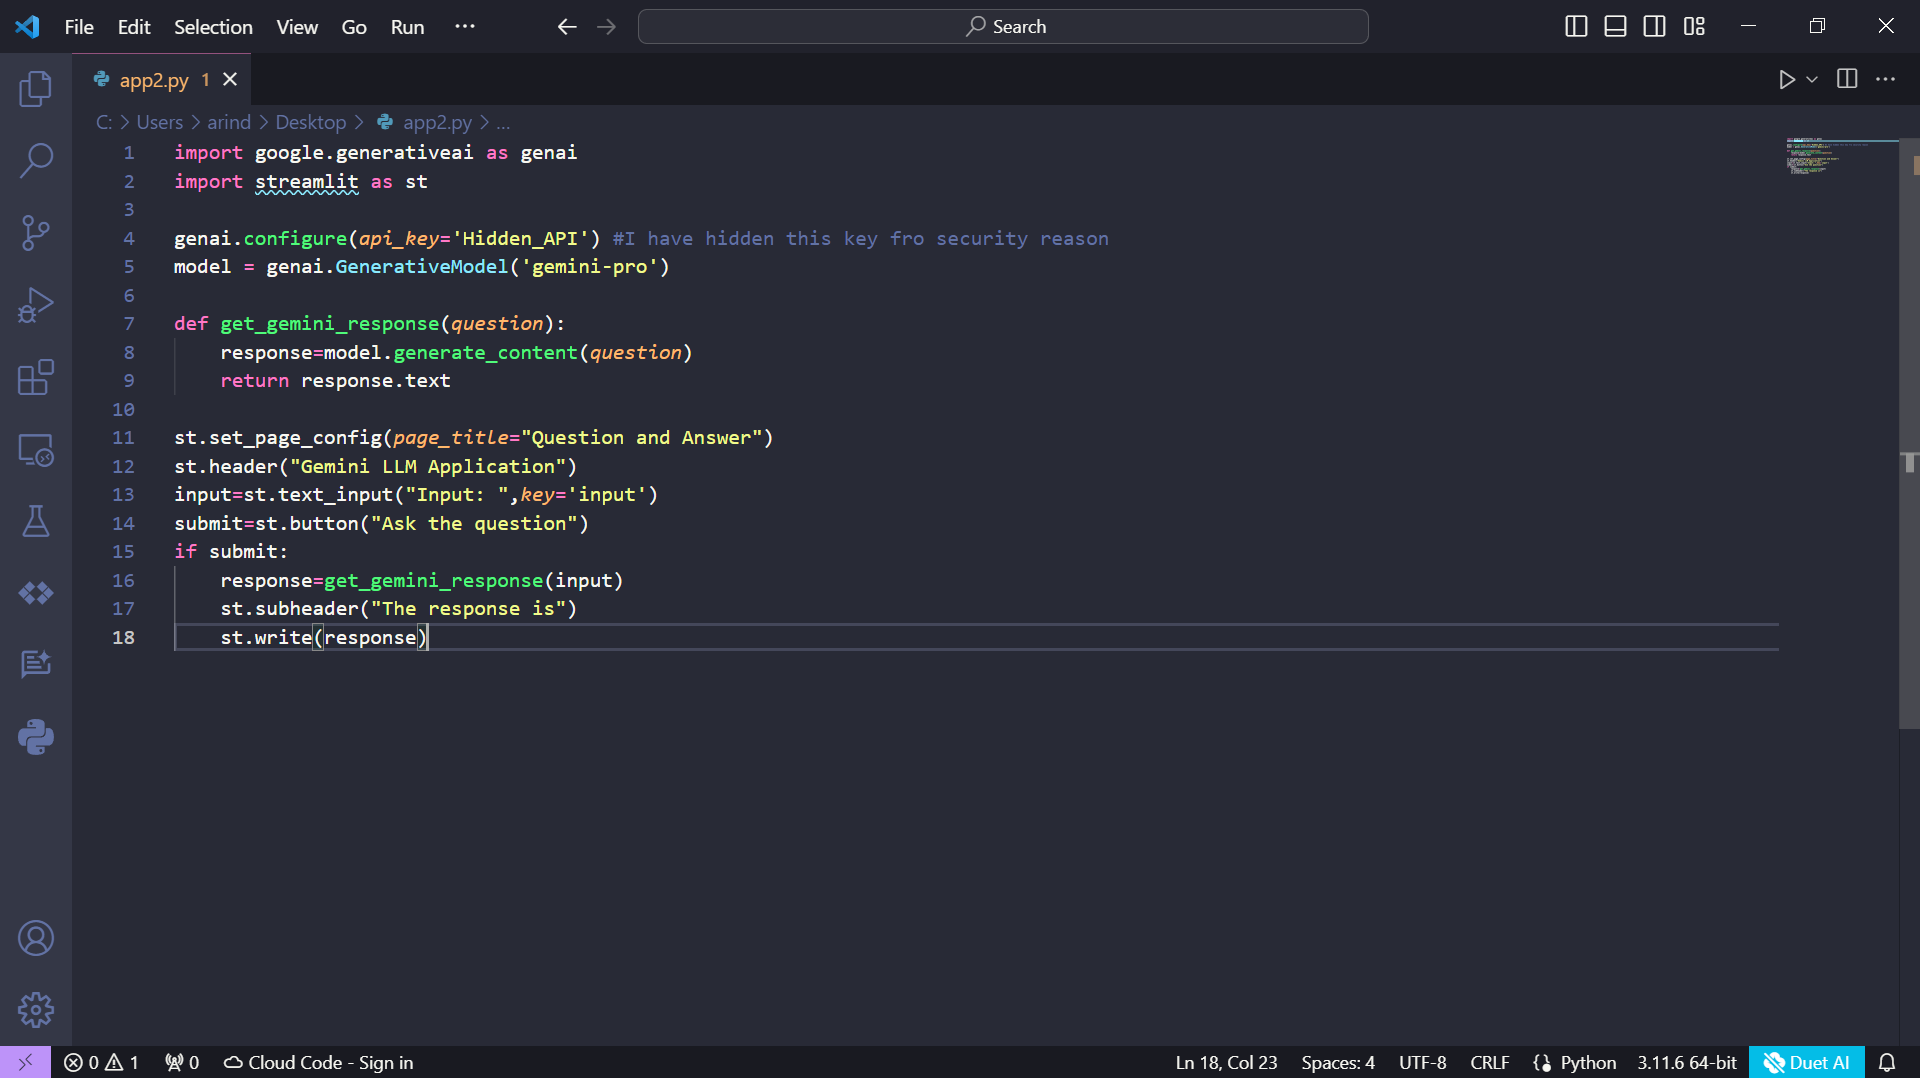 File Edit Selection View Go Run ··· Search
app2.py 1
C: > Users > arind > Desktop > app2.py > ...
1 import google.generativeai as genai
2 import streamlit as st
3
4 genai.configure(api_key='Hidden_API') #I have hidden this key fro security reason
5 model = genai.GenerativeModel('gemini-pro')
6
7 def get_gemini_response(question):
8     response=model.generate_content(question)
9     return response.text
10
11 st.set_page_config(page_title="Question and Answer")
12 st.header("Gemini LLM Application")
13 input=st.text_input("Input: ",key='input')
14 submit=st.button("Ask the question")
15 if submit:
16     response=get_gemini_response(input)
17     st.subheader("The response is")
18     st.write(response)
0 1 0 Cloud Code - Sign in Ln 18, Col 23 Spaces: 4 UTF-8 CRLF Python 3.11.6 64-bit Duet AI